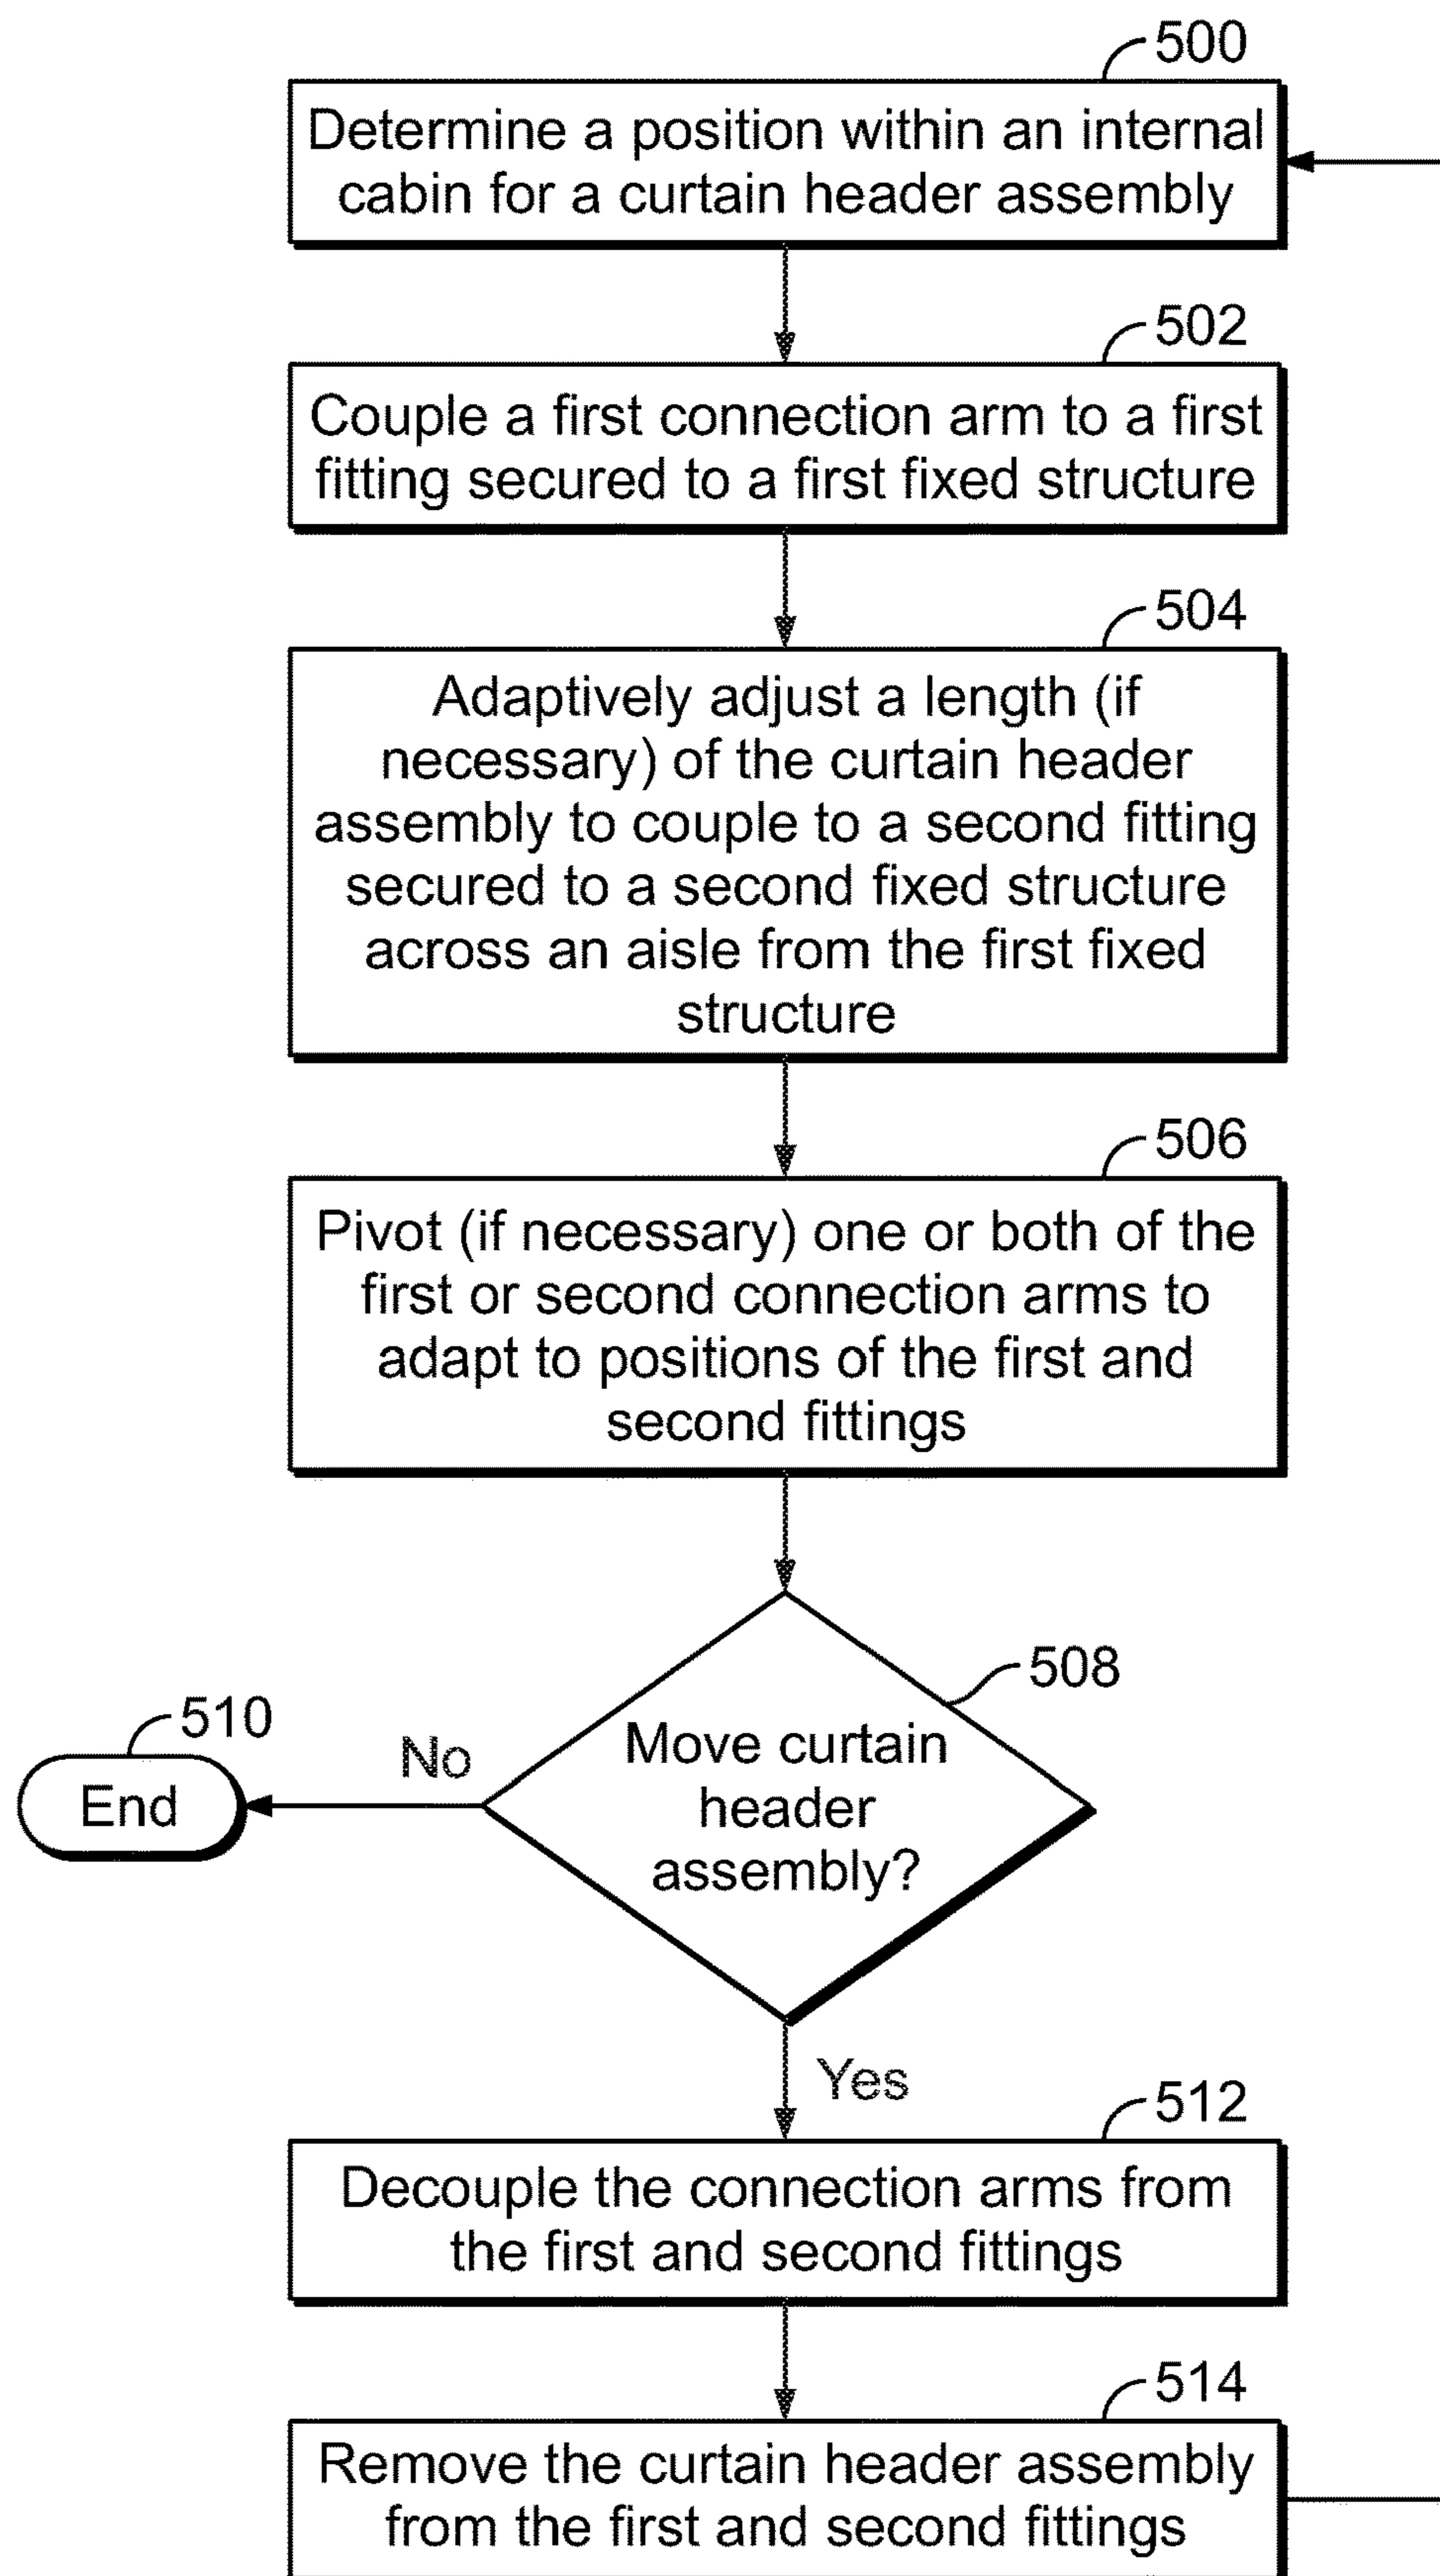 500
Determine a position within an internal
cabin for a curtain header assembly
502
Couple a first connection arm to a first
fitting secured to a first fixed structure
504
Adaptively adjust a length (if
necessary) of the curtain header
assembly to couple to a second fitting
secured to a second fixed structure
across an aisle from the first fixed
structure
506
Pivot (if necessary) one or both of the
first or second connection arms to
adapt to positions of the first and
second fittings
508
Move curtain
header
assembly?
No
510
End
Yes
512
Decouple the connection arms from
the first and second fittings
514
Remove the curtain header assembly
from the first and second fittings